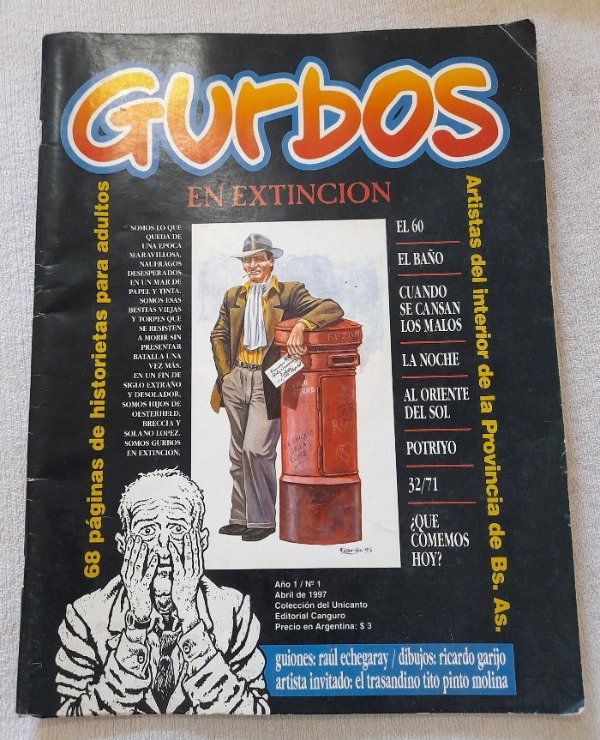 GURBOS
EN EXTINCION
68 páginas de historietas para adultos
" SOMOS LO QUE
QUEDA DE
UNA EPOCA
MARAVILLOSA,
NAUFRAGOS
DESESPERADOS
EN UN MAR DE
PAPEL Y TINTA.
SOMOS ESAS
BESTIAS VIEJAS
Y TORPES QUE
SE RESISTEN
A MORIR SIN
PRESENTAR
BATALLA UNA
VEZ MÁS.
EN UN FIN DE
SIGLO EXTRAÑO
Y DESOLADOR,
SOMOS HIJOS DE
OESTERHELD,
BRECCIA Y
SOLANO LOPEZ.
SOMOS GURBOS
EN EXTINCION.
BUZON
EL 60
EL BAÑO
CUANDO
SE CANSAN
LOS MALOS
LA NOCHE
AL ORIENTE
DEL SOL
POTRIYO
32/71
¿QUE
COMEMOS
HOY?
Artistas del interior de la Provincia de Bs. As.
Garijo 95
Año 1 / Nº 1
Abril de 1997
Colección del Unicanto
Editorial Canguro
Precio en Argentina: $ 3
guiones: raúl echegaray / dibujos: ricardo garijo
artista invitado: el trasandino tito pinto molina